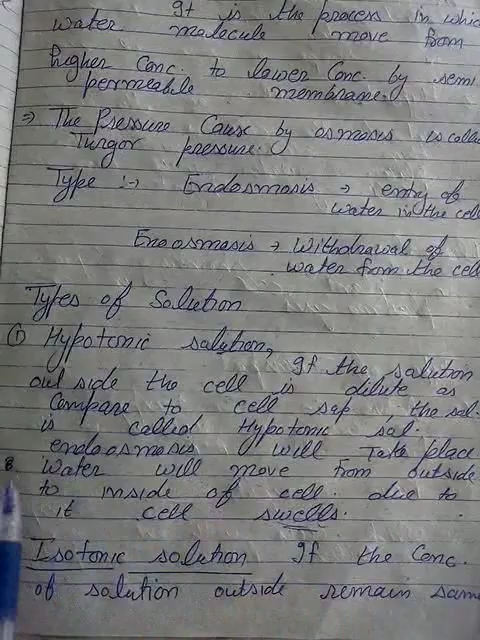 It is the process in which
water molecule move from
higher Conc. to lower Conc. by semi
permeable membrane.
⇒ The Pressure Cause by osmosis is called
Turgor pressure.
Type :→ Endosmosis → entry of
water in the cell
Exoosmasis → Withdrawal of
water from the cell
Types of Solution
① Hypotonic solution, If the salution
out side the cell is dilute as
Compare to cell sap the sol.
is called Hypotonic sol.
endoosmasis will Take place
&. water will move from outside
to inside of cell. due to
it cell swells.
Isotonic solution If the Conc.
of solution outside remain same